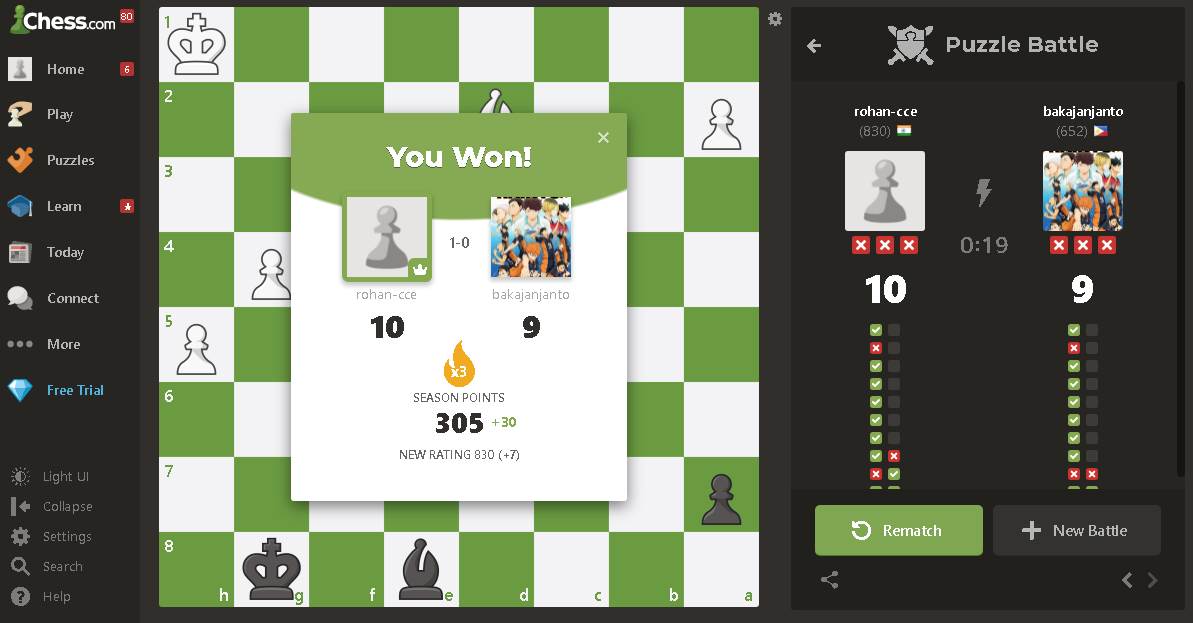 Chess.com 80
Home 6
Play
Puzzles
Learn
Today
Connect
More
Free Trial
Light UI
Collapse
Settings
Search
Help
1
2
3
4
5
6
7
8
h g f e d c b a
You Won!
1-0
rohan-cce bakajanjanto
10 9
x3
SEASON POINTS
305 +30
NEW RATING 830 (+7)
Puzzle Battle
rohan-cce bakajanjanto
(830) (652)
0:19
10 9
Rematch New Battle